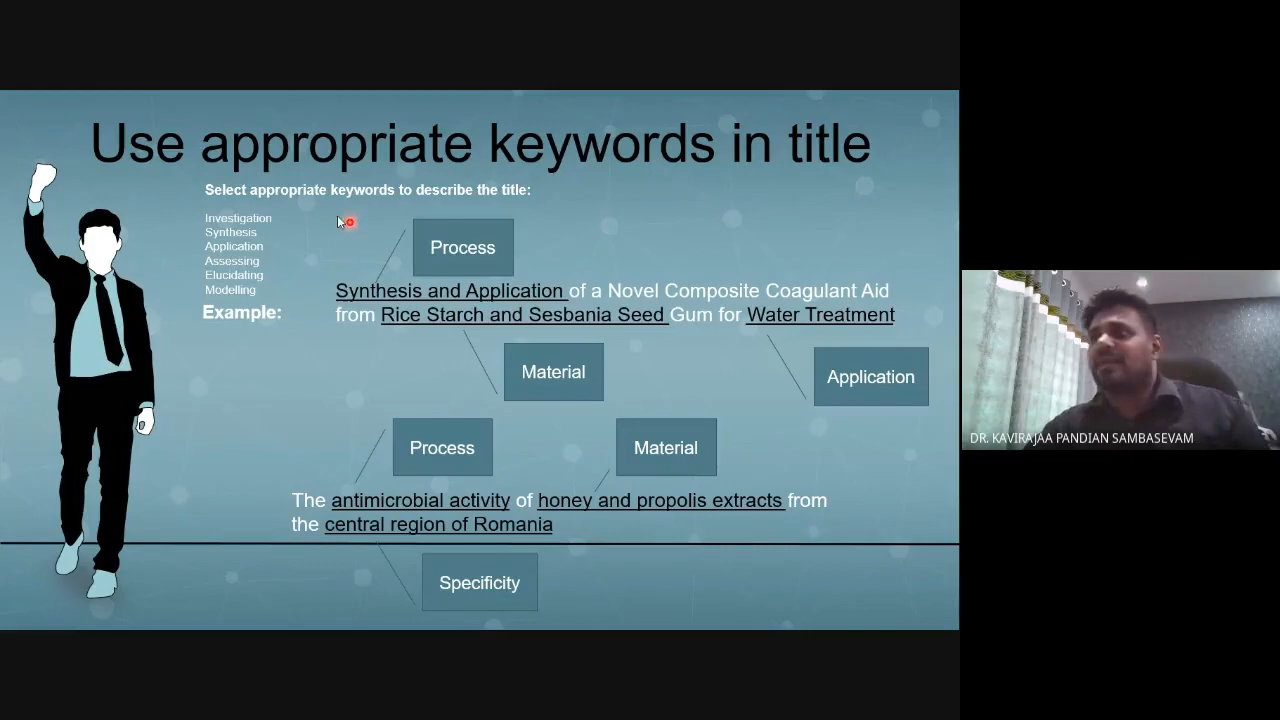 Use appropriate keywords in title
Select appropriate keywords to describe the title:
Investigation
Synthesis
Application
Assessing
Elucidating
Modelling
Example:
Process
Synthesis and Application of a Novel Composite Coagulant Aid
from Rice Starch and Sesbania Seed Gum for Water Treatment
Material
Application
Process
Material
The antimicrobial activity of honey and propolis extracts from
the central region of Romania
Specificity
DR. KAVIRAJAA PANDIAN SAMBASEVAM